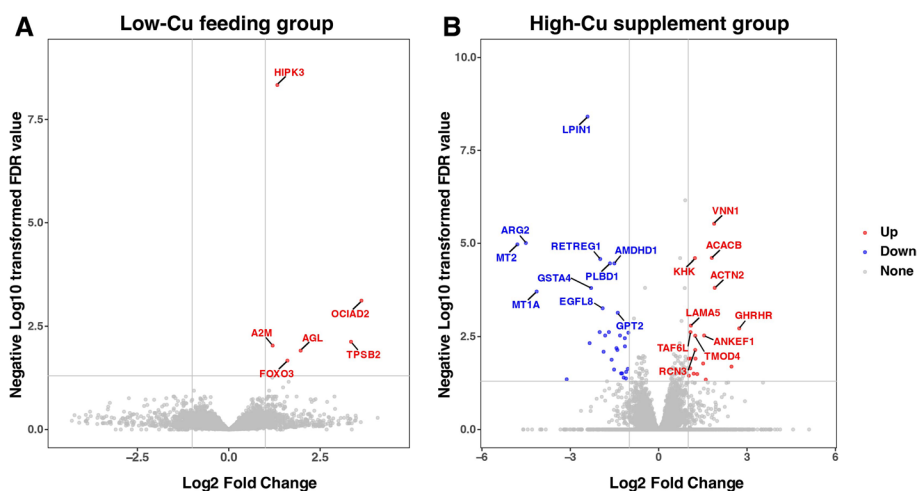 A
Low-Cu feeding group
Negative Log10 transformed FDR value
7.5
5.0
2.5
0.0
HIPK3
OCIAD2
A2M
AGL
TPSB2
FOXO3
−2.5
0.0
2.5
Log2 Fold Change
B
High-Cu supplement group
Negative Log10 transformed FDR value
10.0
7.5
5.0
2.5
0.0
LPIN1
VNN1
ARG2
RETREG1
AMDHD1
ACACB
MT2
KHK
PLBD1
GSTA4
ACTN2
MT1A
EGFL8
LAMA5
GHRHR
GPT2
ANKEF1
TAF6L
TMOD4
RCN3
−6
−3
0
3
6
Log2 Fold Change
Up
Down
None